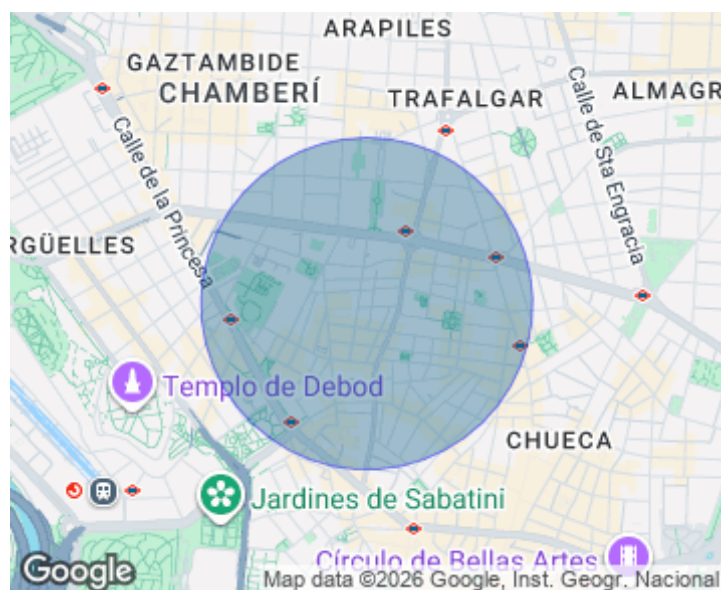 ARAPILES
GAZTAMBIDE
CHAMBERÍ
TRAFALGAR
ALMAGR
Calle de Sta Engracia
Calle de la Princesa
RGÜELLES
Templo de Debod
CHUECA
Jardines de Sabatini
Círculo de Bellas Artes
Google
Map data ©2026 Google, Inst. Geogr. Nacional